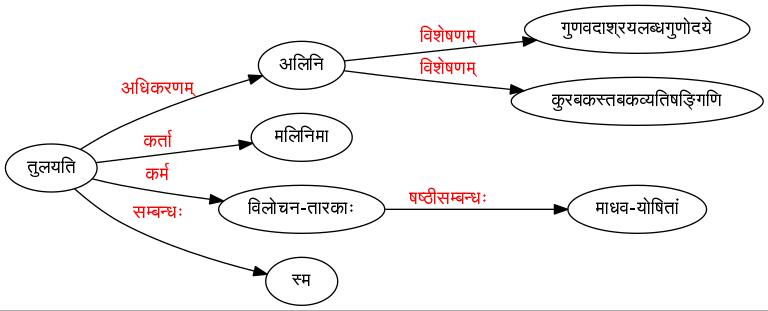 गुणवदाश्रयलब्धगुणोदये
विशेषणम्
अलिनि
विशेषणम्
अधिकरणम्
कुरबकस्तबकव्यतिषङ्गिणि
कर्ता
मलिनिमा
तुलयति
कर्म
षष्ठीसम्बन्धः
विलोचन-तारकाः
माधव-योषितां
सम्बन्धः
स्म